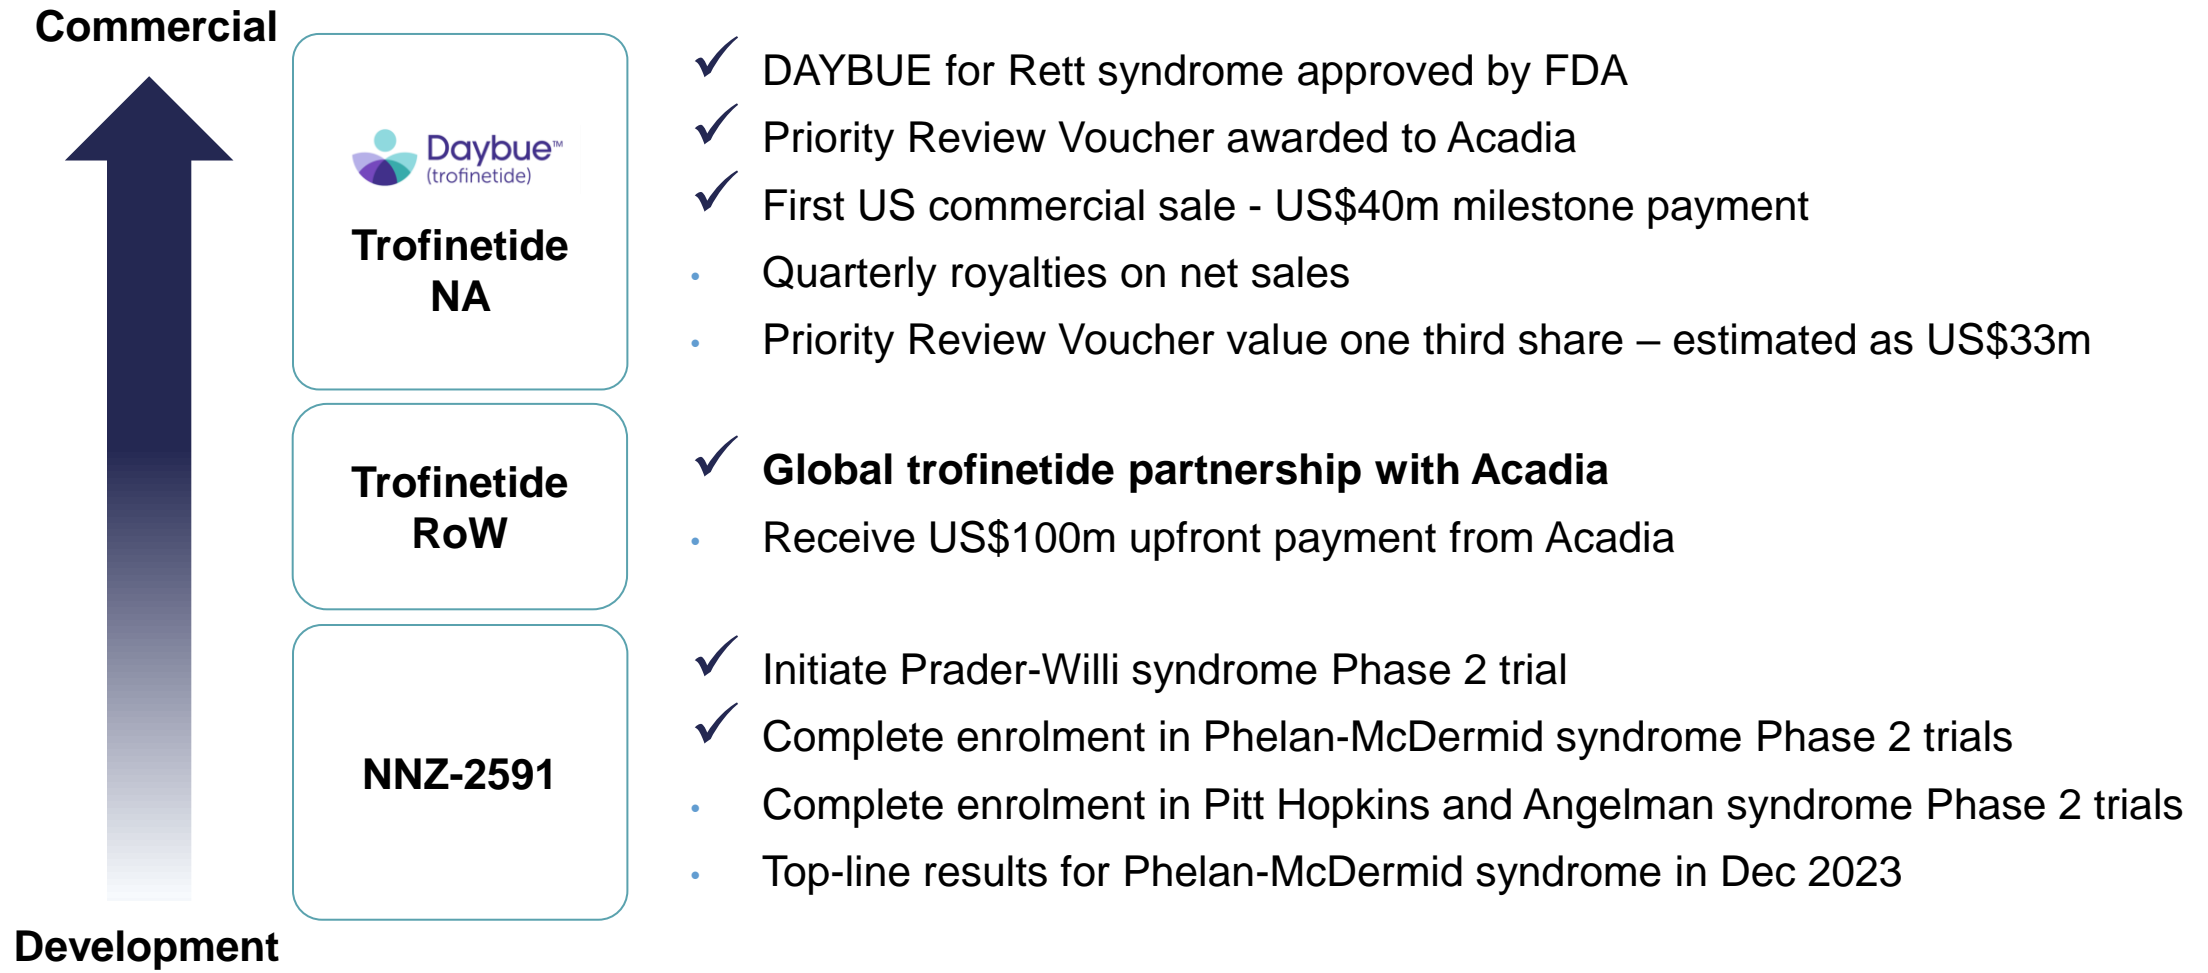 Commercial
Daybue™
(trofinetide)
Trofinetide
NA
✓ DAYBUE for Rett syndrome approved by FDA
✓ Priority Review Voucher awarded to Acadia
✓ First US commercial sale - US$40m milestone payment
• Quarterly royalties on net sales
• Priority Review Voucher value one third share – estimated as US$33m
Trofinetide
RoW
✓ Global trofinetide partnership with Acadia
• Receive US$100m upfront payment from Acadia
NNZ-2591
✓ Initiate Prader-Willi syndrome Phase 2 trial
✓ Complete enrolment in Phelan-McDermid syndrome Phase 2 trials
• Complete enrolment in Pitt Hopkins and Angelman syndrome Phase 2 trials
• Top-line results for Phelan-McDermid syndrome in Dec 2023
Development